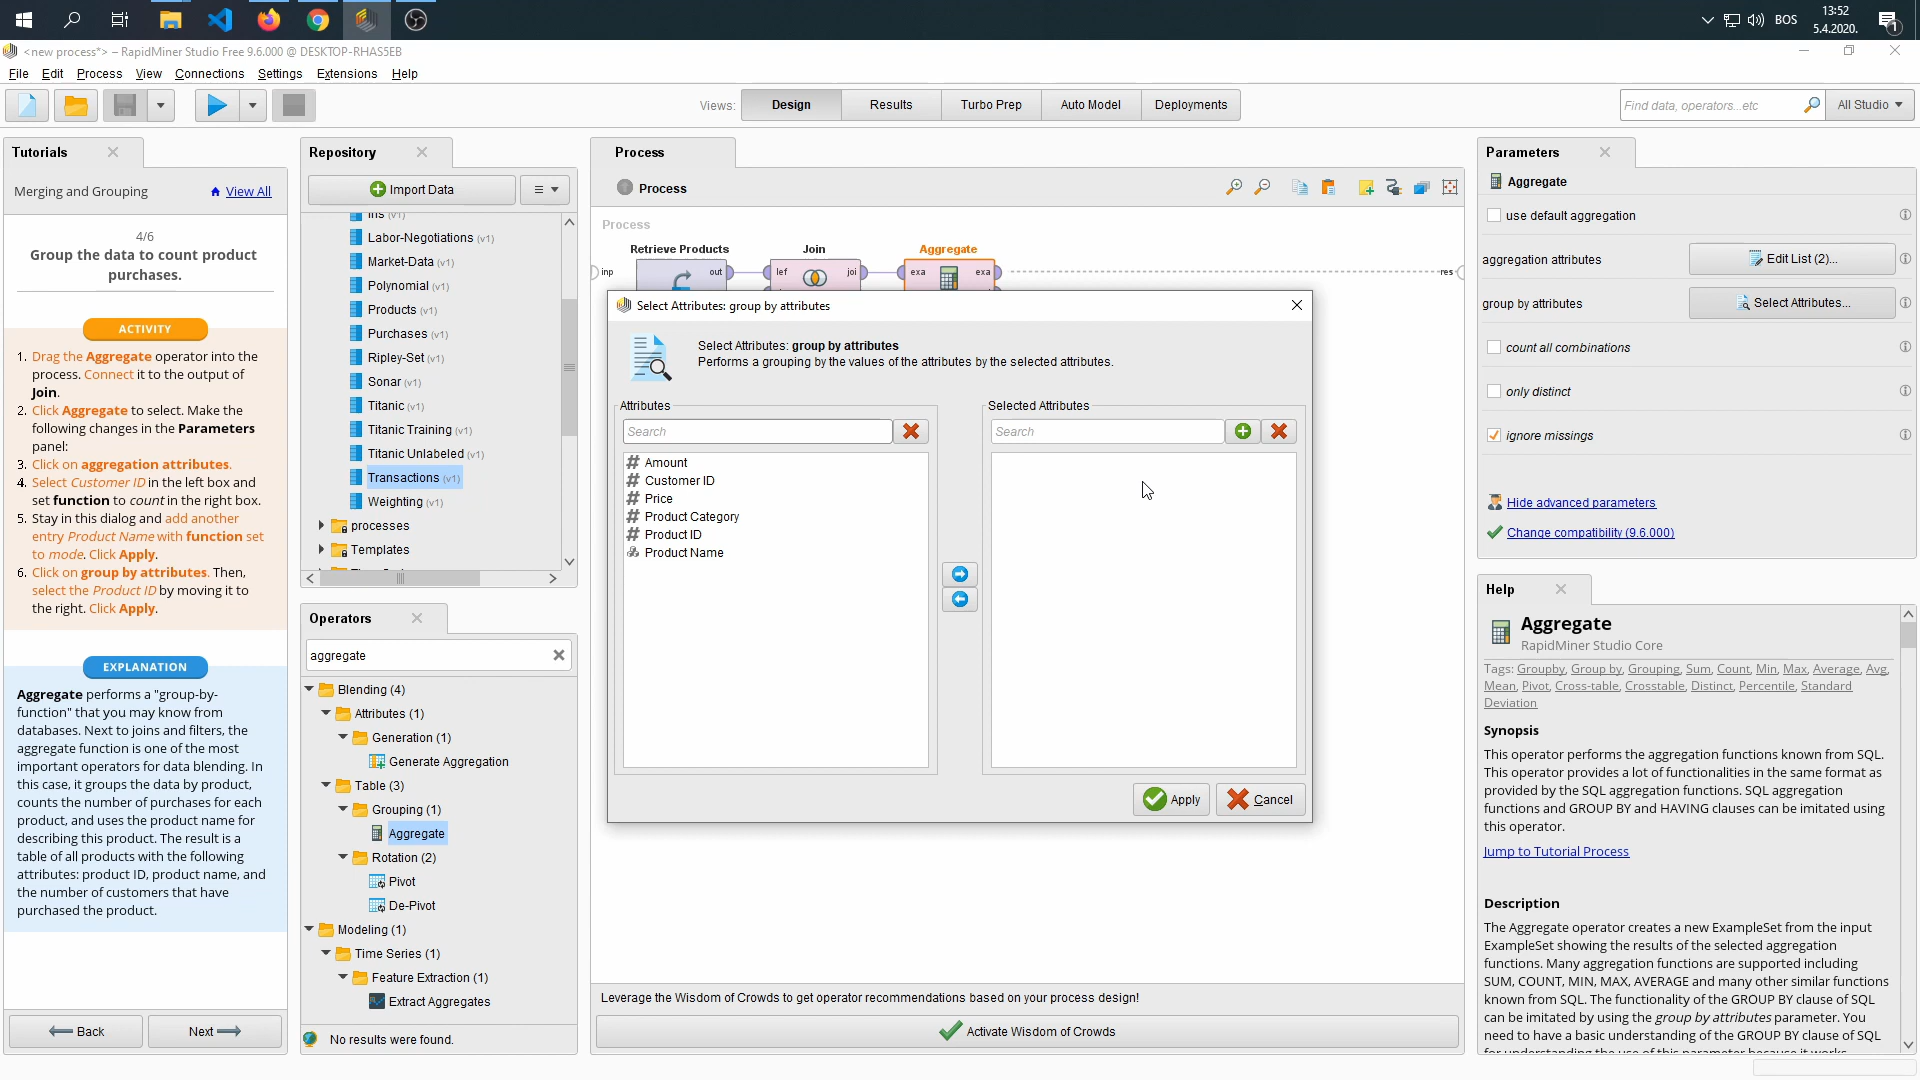 BOS
13:52
5.4.2020.
1
<new process*> – RapidMiner Studio Free 9.6.000 @ DESKTOP-RHAS5EB
File Edit Process View Connections Settings Extensions Help
Views: Design Results Turbo Prep Auto Model Deployments
Find data, operators...etc
All Studio
Tutorials
Merging and Grouping
View All
4/6
Group the data to count product
purchases.
ACTIVITY
1. Drag the Aggregate operator into the
process. Connect it to the output of
Join.
2. Click Aggregate to select. Make the
following changes in the Parameters
panel:
3. Click on aggregation attributes.
4. Select Customer ID in the left box and
set function to count in the right box.
5. Stay in this dialog and add another
entry Product Name with function set
to mode. Click Apply.
6. Click on group by attributes. Then,
select the Product ID by moving it to
the right. Click Apply.
EXPLANATION
Aggregate performs a "group-by-
function" that you may know from
databases. Next to joins and filters, the
aggregate function is one of the most
important operators for data blending. In
this case, it groups the data by product,
counts the number of purchases for each
product, and uses the product name for
describing this product. The result is a
table of all products with the following
attributes: product ID, product name, and
the number of customers that have
purchased the product.
Back
Next
Repository
Import Data
Labor-Negotiations (v1)
Market-Data (v1)
Polynomial (v1)
Products (v1)
Purchases (v1)
Ripley-Set (v1)
Sonar (v1)
Titanic (v1)
Titanic Training (v1)
Titanic Unlabeled (v1)
Transactions (v1)
Weighting (v1)
processes
Templates
Operators
aggregate
Blending (4)
Attributes (1)
Generation (1)
Generate Aggregation
Table (3)
Grouping (1)
Aggregate
Rotation (2)
Pivot
De-Pivot
Modeling (1)
Time Series (1)
Feature Extraction (1)
Extract Aggregates
No results were found.
Process
Process
Process
Retrieve Products
Join
Aggregate
inp
out
lef
joi
exa
exa
res
Select Attributes: group by attributes
Select Attributes: group by attributes
Performs a grouping by the values of the attributes by the selected attributes.
Attributes
Search
Amount
Customer ID
Price
Product Category
Product ID
Product Name
Selected Attributes
Search
Apply
Cancel
Leverage the Wisdom of Crowds to get operator recommendations based on your process design!
Activate Wisdom of Crowds
Parameters
Aggregate
use default aggregation
aggregation attributes
Edit List (2)...
group by attributes
Select Attributes...
count all combinations
only distinct
ignore missings
Hide advanced parameters
Change compatibility (9.6.000)
Help
Aggregate
RapidMiner Studio Core
Tags: Groupby, Group by, Grouping, Sum, Count, Min, Max, Average, Avg,
Mean, Pivot, Cross-table, Crosstable, Distinct, Percentile, Standard
Deviation
Synopsis
This operator performs the aggregation functions known from SQL.
This operator provides a lot of functionalities in the same format as
provided by the SQL aggregation functions. SQL aggregation
functions and GROUP BY and HAVING clauses can be imitated using
this operator.
Jump to Tutorial Process
Description
The Aggregate operator creates a new ExampleSet from the input
ExampleSet showing the results of the selected aggregation
functions. Many aggregation functions are supported including
SUM, COUNT, MIN, MAX, AVERAGE and many other similar functions
known from SQL. The functionality of the GROUP BY clause of SQL
can be imitated by using the group by attributes parameter. You
need to have a basic understanding of the GROUP BY clause of SQL